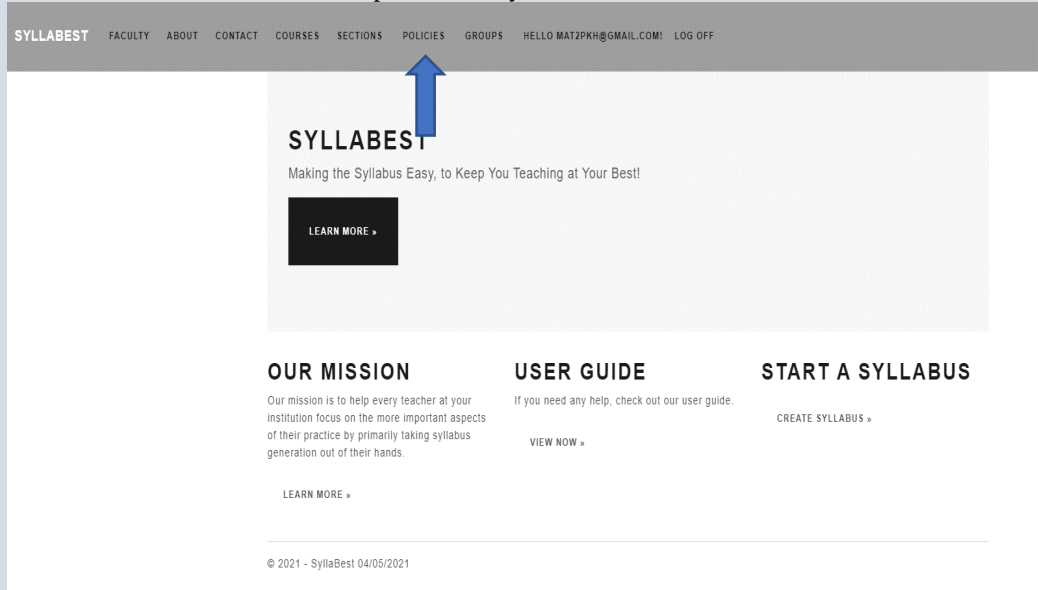 SYLLABEST FACULTY ABOUT CONTACT COURSES SECTIONS POLICIES GROUPS HELLO MAT2PKH@GMAIL.COM! LOG OFF
SYLLABEST
Making the Syllabus Easy, to Keep You Teaching at Your Best!
LEARN MORE »
OUR MISSION
Our mission is to help every teacher at your
institution focus on the more important aspects
of their practice by primarily taking syllabus
generation out of their hands.
LEARN MORE »
USER GUIDE
If you need any help, check out our user guide.
VIEW NOW »
START A SYLLABUS
CREATE SYLLABUS »
© 2021 - SyllaBest 04/05/2021